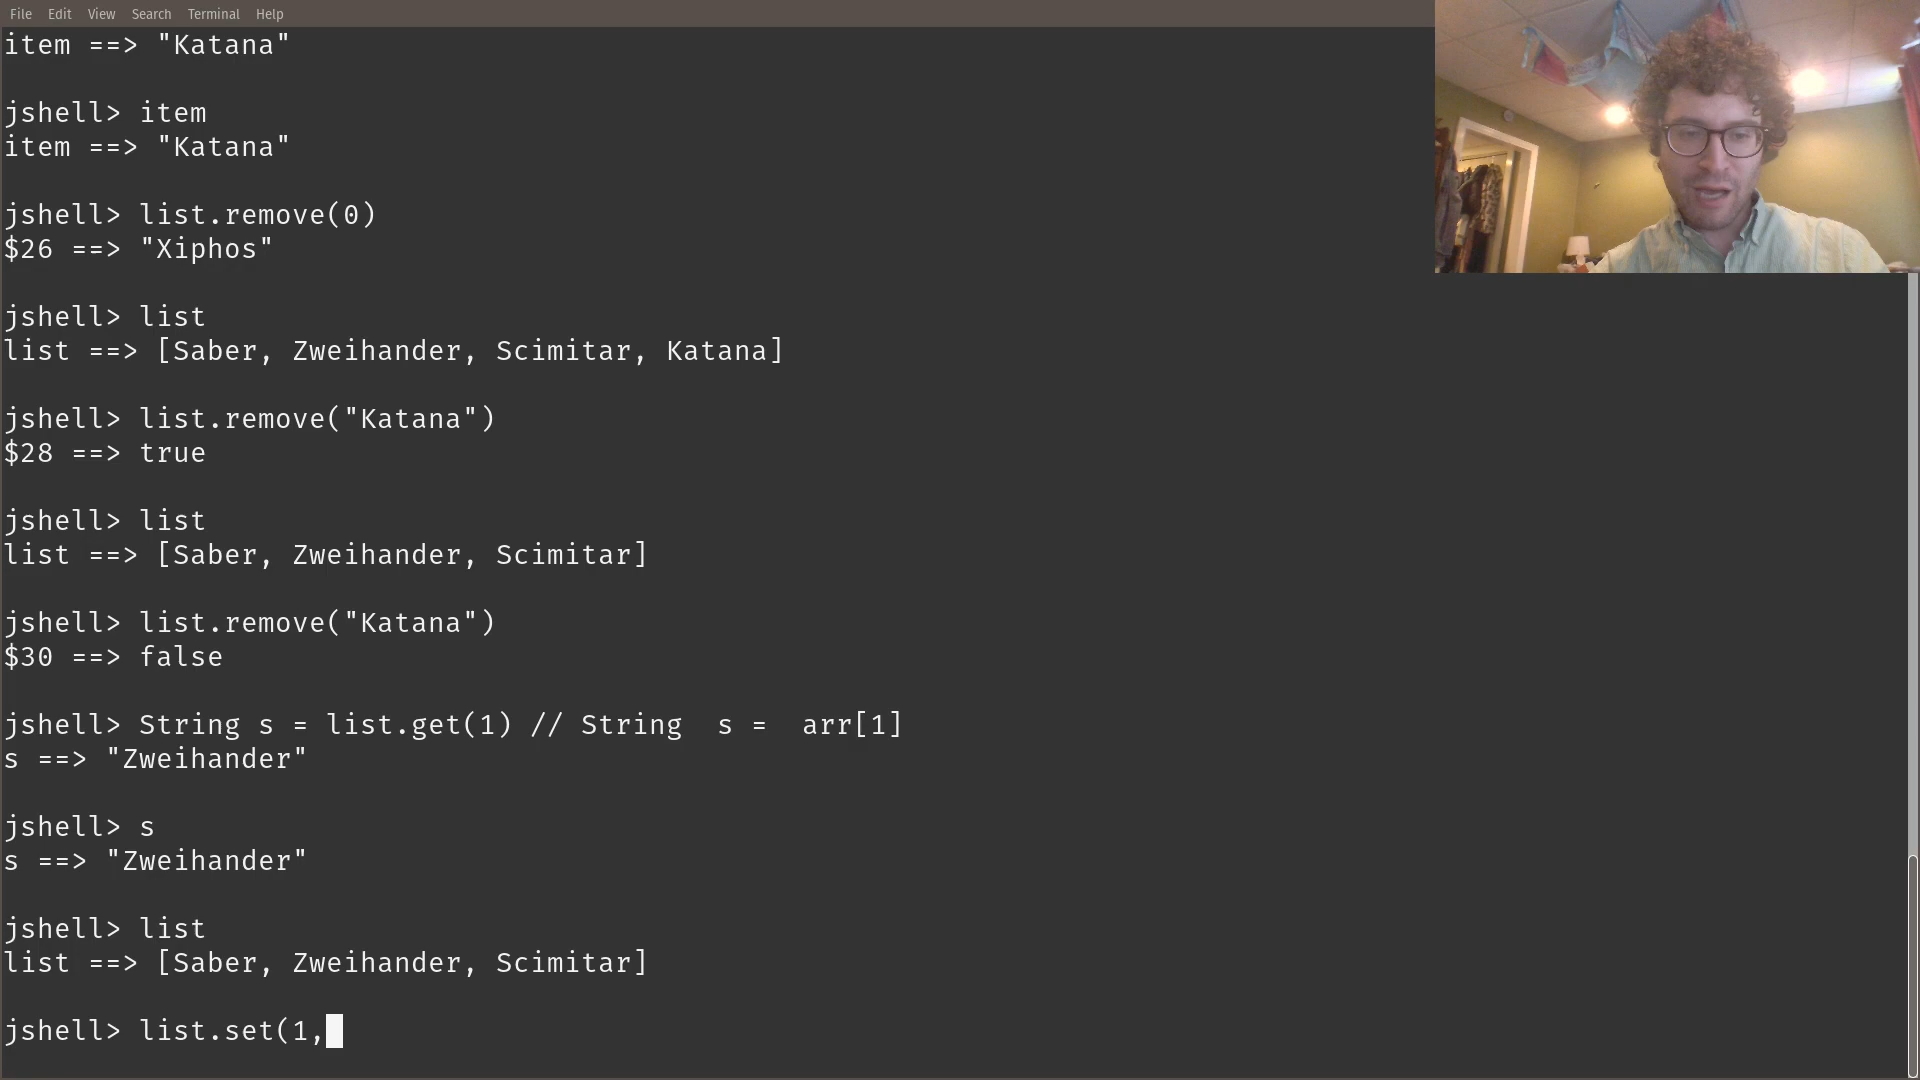 File Edit View Search Terminal Help
item ==> "Katana"
jshell> item
item ==> "Katana"
jshell> list.remove(0)
$26 ==> "Xiphos"
jshell> list
list ==> [Saber, Zweihander, Scimitar, Katana]
jshell> list.remove("Katana")
$28 ==> true
jshell> list
list ==> [Saber, Zweihander, Scimitar]
jshell> list.remove("Katana")
$30 ==> false
jshell> String s = list.get(1) // String  s =  arr[1]
s ==> "Zweihander"
jshell> s
s ==> "Zweihander"
jshell> list
list ==> [Saber, Zweihander, Scimitar]
jshell> list.set(1,